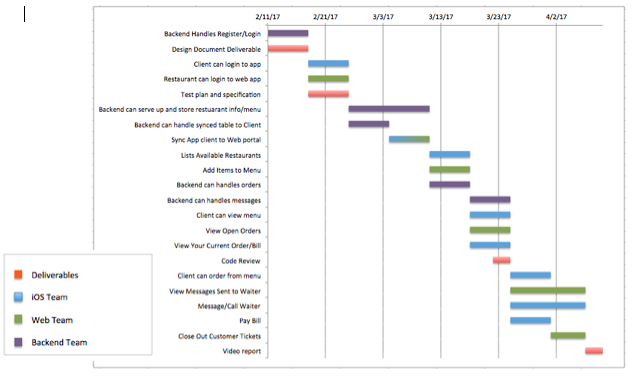 2/11/17 2/21/17 3/3/17 3/13/17 3/23/17 4/2/17
Backend Handles Register/Login
Design Document Deliverable
Client can login to app
Restaurant can login to web app
Test plan and specification
Backend can serve up and store restuarant info/menu
Backend can handle synced table to Client
Sync App client to Web portal
Lists Available Restaurants
Add Items to Menu
Backend can handles orders
Backend can handles messages
Client can view menu
View Open Orders
View Your Current Order/Bill
Code Review
Client can order from menu
View Messages Sent to Waiter
Message/Call Waiter
Pay Bill
Close Out Customer Tickets
Video report
Deliverables
iOS Team
Web Team
Backend Team